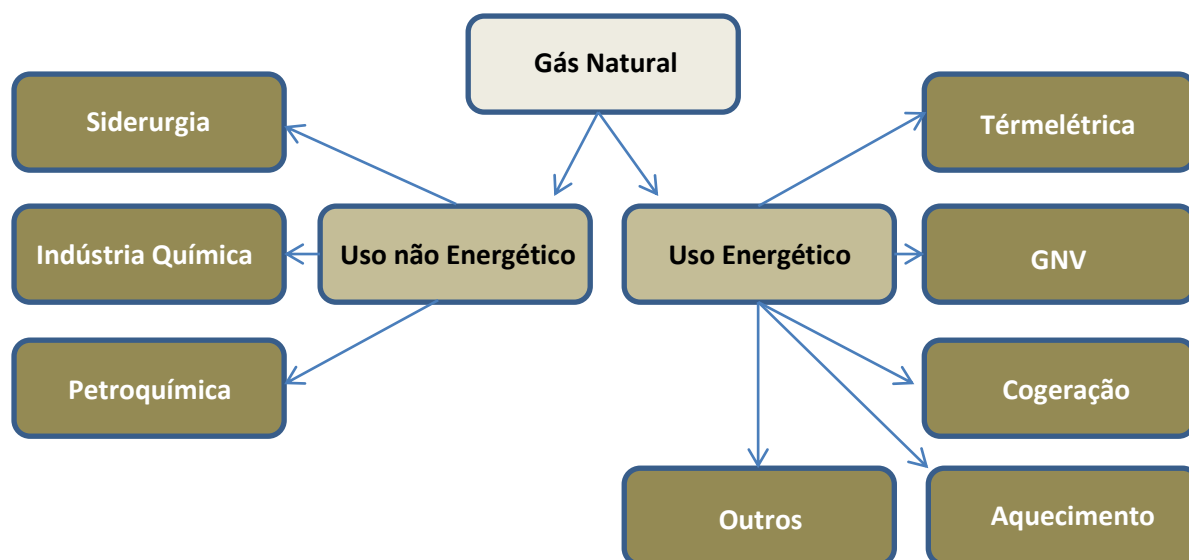 Gás Natural
Siderurgia
Térmelétrica
Indústria Química
Uso não Energético
Uso Energético
GNV
Petroquímica
Cogeração
Outros
Aquecimento